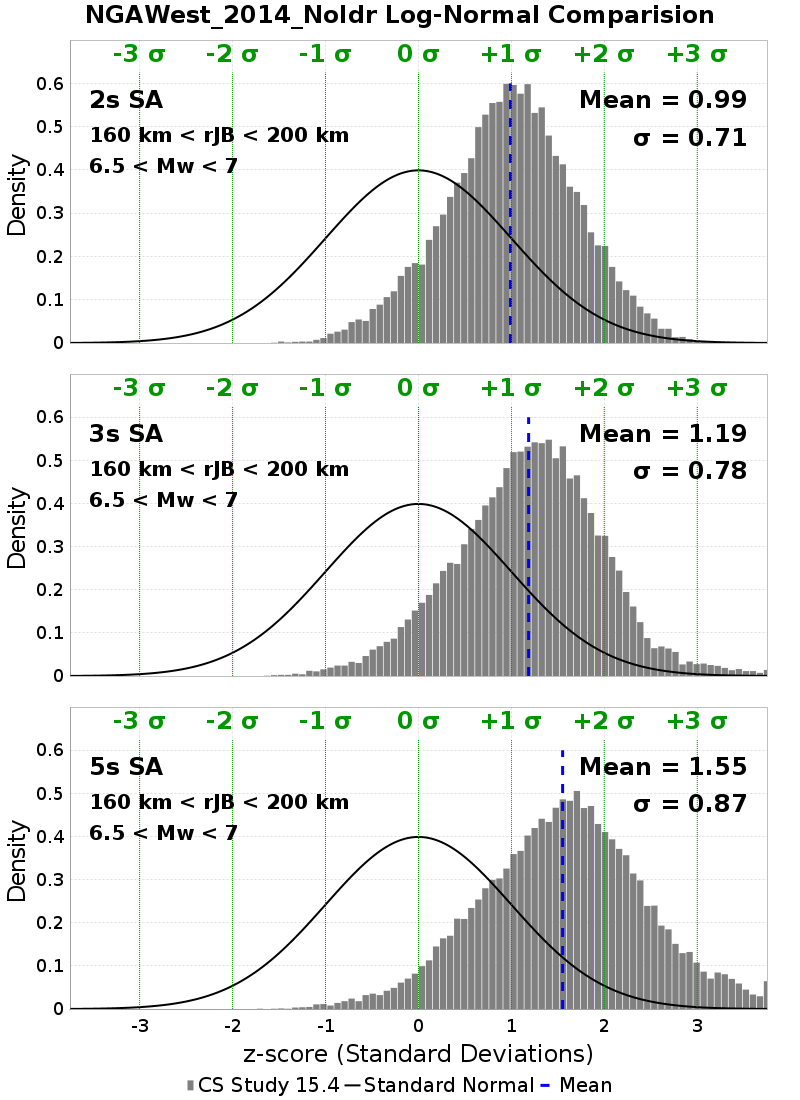 NGAWest_2014_NoIdr Log-Normal Comparision
-3 σ -2 σ -1 σ 0 σ +1 σ +2 σ +3 σ
0.6
2s SA Mean = 0.99
0.5
160 km < rJB < 200 km σ = 0.71
6.5 < Mw < 7
0.4
0.3
Density
0.2
0.1
0
-3 σ -2 σ -1 σ 0 σ +1 σ +2 σ +3 σ
0.6
3s SA Mean = 1.19
0.5
160 km < rJB < 200 km σ = 0.78
6.5 < Mw < 7
0.4
0.3
Density
0.2
0.1
0
-3 σ -2 σ -1 σ 0 σ +1 σ +2 σ +3 σ
0.6
5s SA Mean = 1.55
0.5
160 km < rJB < 200 km σ = 0.87
6.5 < Mw < 7
0.4
0.3
Density
0.2
0.1
0
-3 -2 -1 0 1 2 3
z-score (Standard Deviations)
CS Study 15.4 Standard Normal Mean